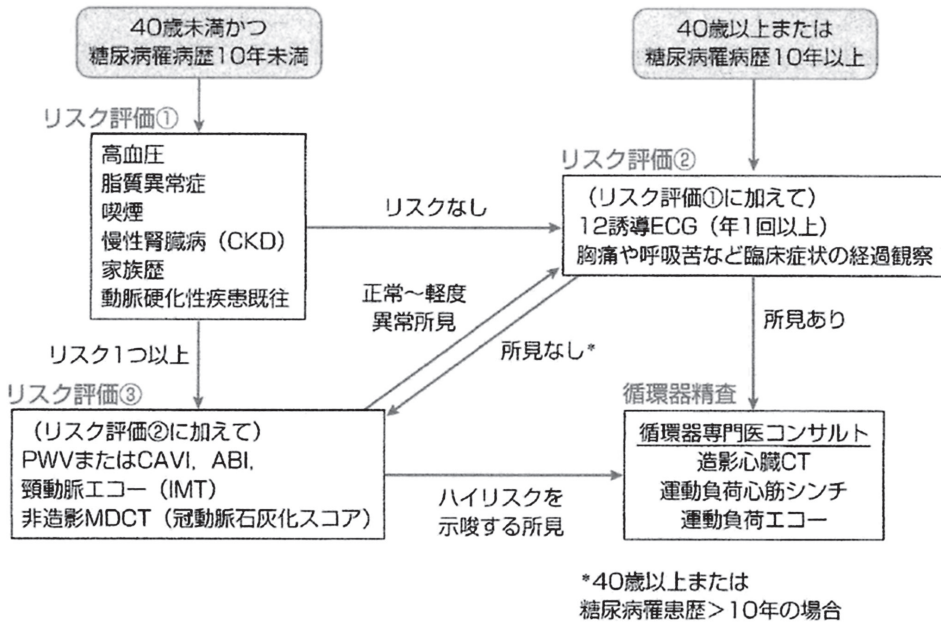 40歳未満かつ
糖尿病罹病歴10年未満
40歳以上または
糖尿病罹病歴10年以上
リスク評価①
高血圧
脂質異常症
喫煙
慢性腎臓病（CKD）
家族歴
動脈硬化性疾患既往
リスクなし
リスク評価②
（リスク評価①に加えて）
12誘導ECG（年1回以上）
胸痛や呼吸苦など臨床症状の経過観察
正常～軽度
異常所見
所見なし*
所見あり
リスク1つ以上
リスク評価③
（リスク評価②に加えて）
PWVまたはCAVI，ABI，
頸動脈エコー（IMT）
非造影MDCT（冠動脈石灰化スコア）
ハイリスクを
示唆する所見
循環器精査
循環器専門医コンサルト
造影心臓CT
運動負荷心筋シンチ
運動負荷エコー
*40歳以上または
糖尿病罹患歴＞10年の場合